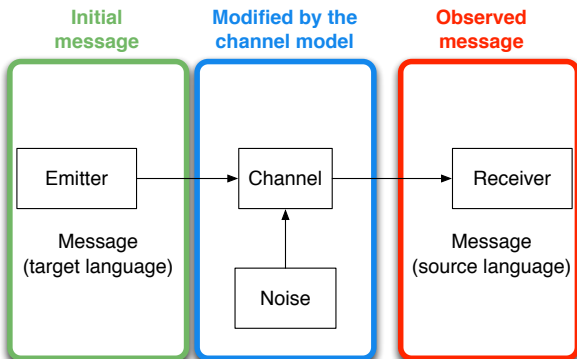 Initial
message
Modified by the
channel model
Observed
message
Emitter
Channel
Receiver
Message
(target language)
Message
(source language)
Noise